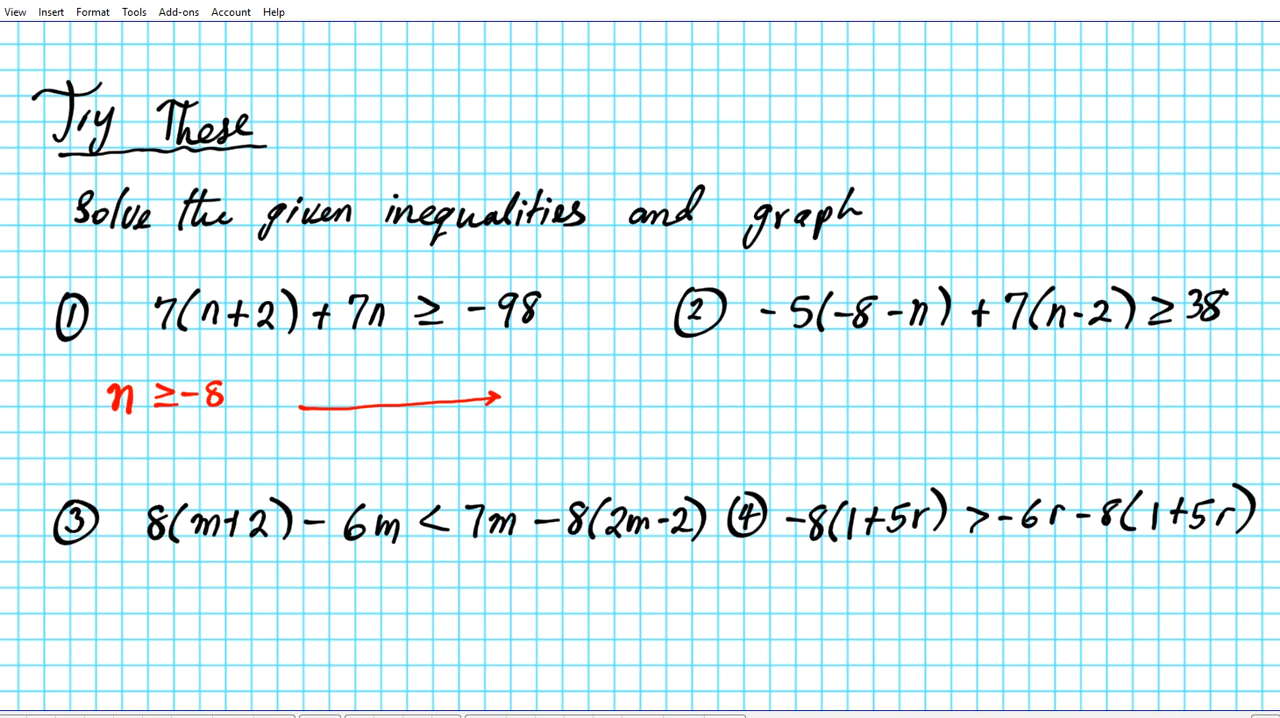 View Insert Format Tools Add-ons Account Help
Try These
Solve the given inequalities and graph
① 7(n+2) + 7n ≥ -98 ② -5(-8-n) + 7(n-2) ≥ 38
n ≥ -8
③ 8(m+2) - 6m < 7m - 8(2m-2) ④ -8(1+5r) > -6r - 8(1+5r)